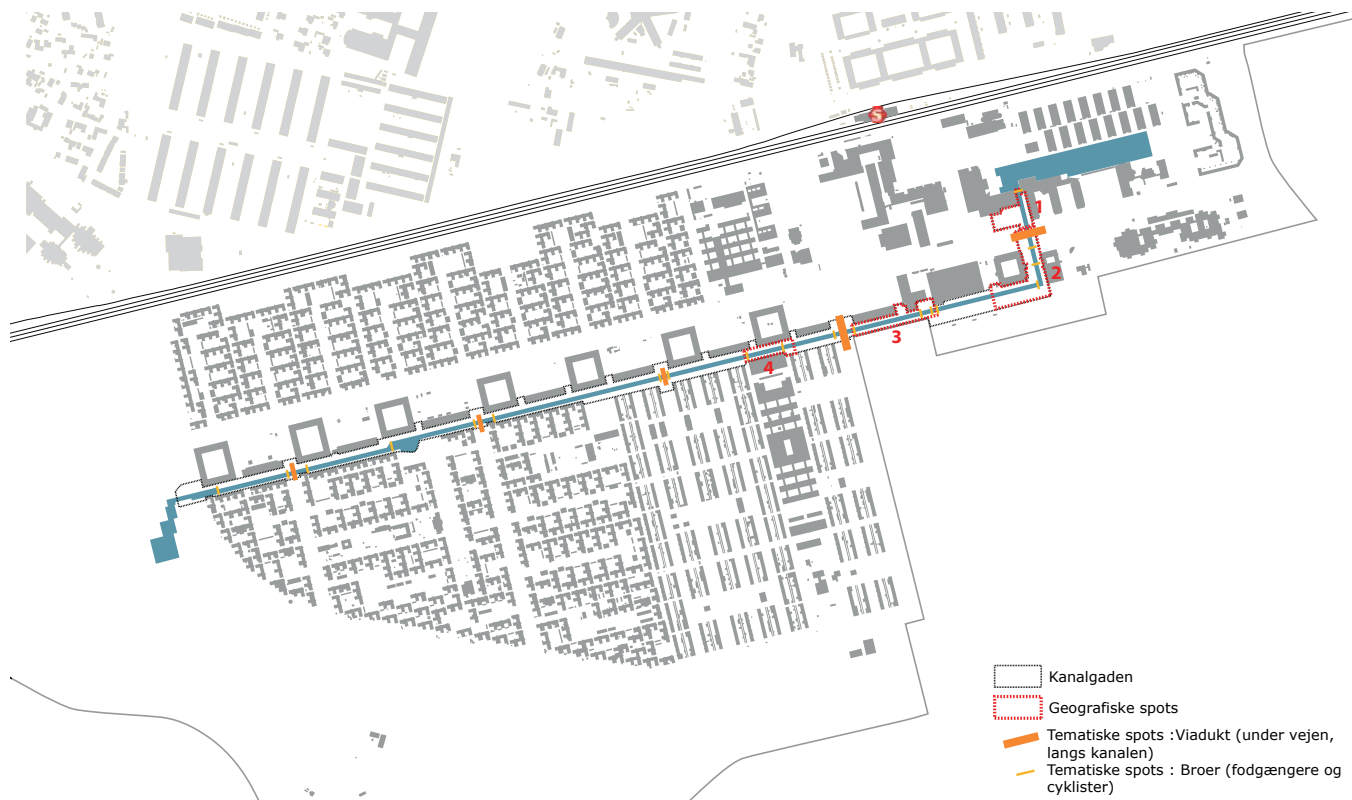 S
1
2
3
4
Kanalgaden
Geografiske spots
Tematiske spots :Viadukt (under vejen,
langs kanalen)
Tematiske spots : Broer (fodgængere og
cyklister)